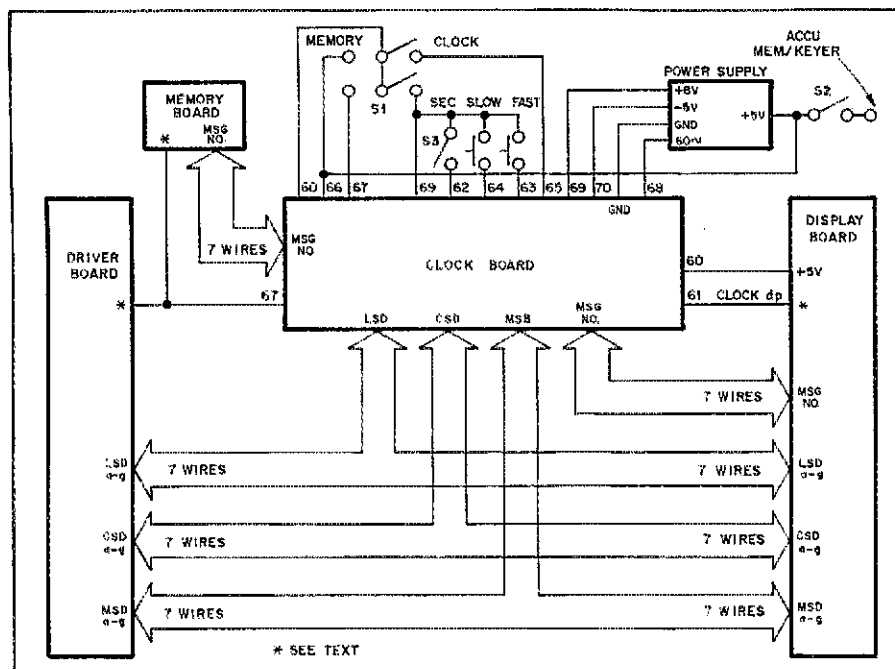 ACCU
MEM/KEYER
MEMORY
CLOCK
POWER SUPPLY
S2
MEMORY
BOARD
*
MSG
NO.
S1
SEC
SLOW
FAST
S3
+6V
-5V
GND
60~
+5V
60 66 67 69 62 64 63 65 69 70 68
GND
DRIVER
BOARD
*
7 WIRES
MSG
NO
CLOCK BOARD
DISPLAY
BOARD
60
+5V
67
61
CLOCK dp
*
LSD
CSD
MSB
MSG
NO.
7 WIRES
MSG
NO.
LSD
a-g
7 WIRES
7 WIRES
LSD
a-g
CSD
a-g
7 WIRES
7 WIRES
CSD
a-g
MSD
a-g
7 WIRES
7 WIRES
MSD
a-g
* SEE TEXT